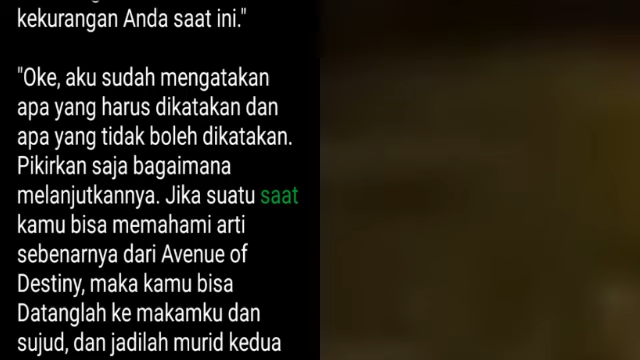 kekurangan Anda saat ini."
"Oke, aku sudah mengatakan
apa yang harus dikatakan dan
apa yang tidak boleh dikatakan.
Pikirkan saja bagaimana
melanjutkannya. Jika suatu saat
kamu bisa memahami arti
sebenarnya dari Avenue of
Destiny, maka kamu bisa
Datanglah ke makamku dan
sujud, dan jadilah murid kedua